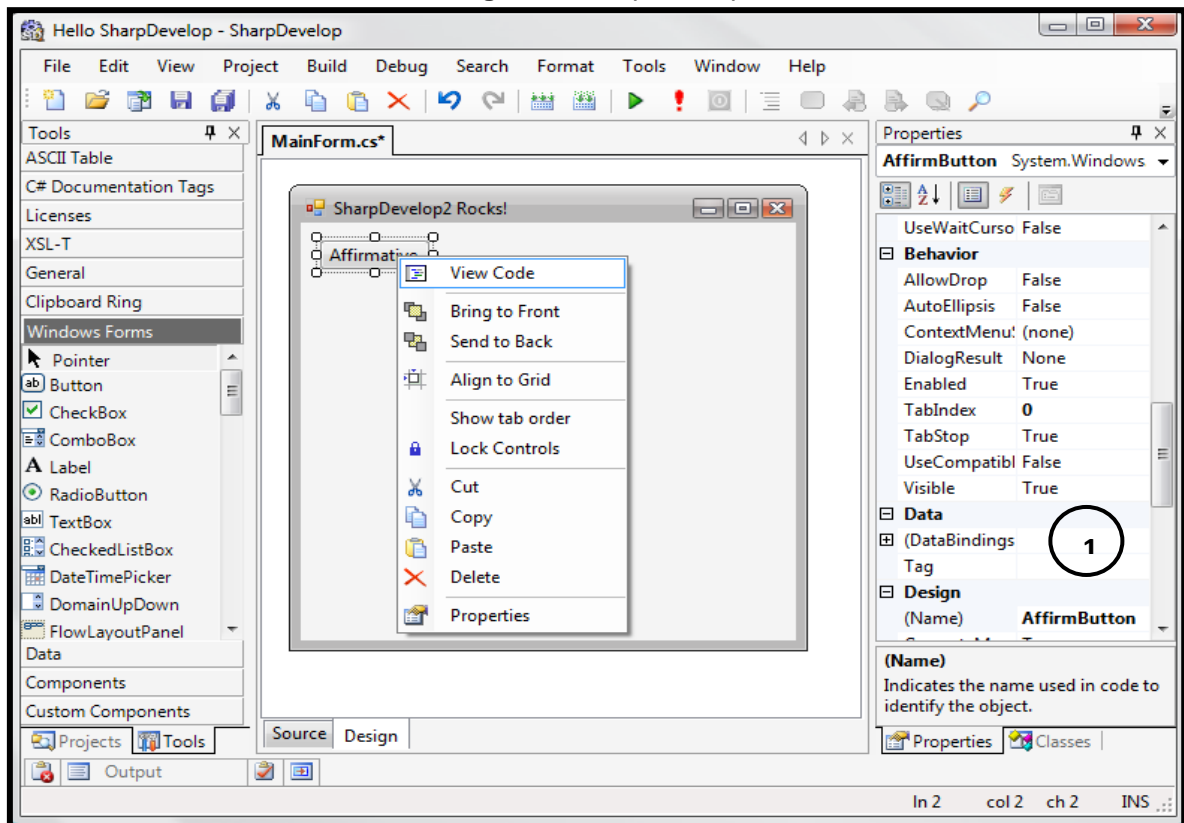 Hello SharpDevelop - SharpDevelop
File Edit View Project Build Debug Search Format Tools Window Help
Tools
ASCII Table
C# Documentation Tags
Licenses
XSL-T
General
Clipboard Ring
Windows Forms
Pointer
Button
CheckBox
ComboBox
Label
RadioButton
TextBox
CheckedListBox
DateTimePicker
DomainUpDown
FlowLayoutPanel
Data
Components
Custom Components
Projects Tools
MainForm.cs*
SharpDevelop2 Rocks!
Affirmative
View Code
Bring to Front
Send to Back
Align to Grid
Show tab order
Lock Controls
Cut
Copy
Paste
Delete
Properties
Source Design
Properties
AffirmButton System.Windows
UseWaitCurso False
Behavior
AllowDrop False
AutoEllipsis False
ContextMenuS (none)
DialogResult None
Enabled True
TabIndex 0
TabStop True
UseCompatibl False
Visible True
Data
(DataBindings
1
Tag
Design
(Name) AffirmButton
(Name)
Indicates the name used in code to
identify the object.
Properties Classes
Output
ln 2 col 2 ch 2 INS